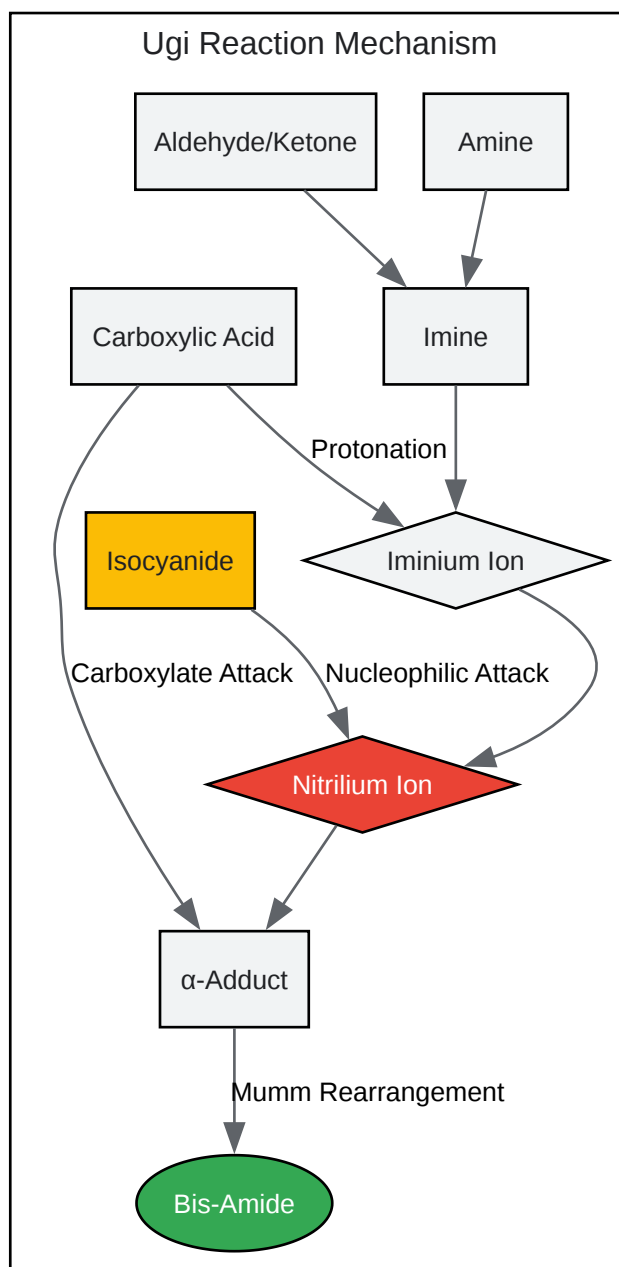 Ugi Reaction Mechanism
Aldehyde/Ketone
Amine
Carboxylic Acid
Imine
Protonation
Isocyanide
Iminium Ion
Carboxylate Attack
Nucleophilic Attack
Nitrilium Ion
α-Adduct
Mumm Rearrangement
Bis-Amide